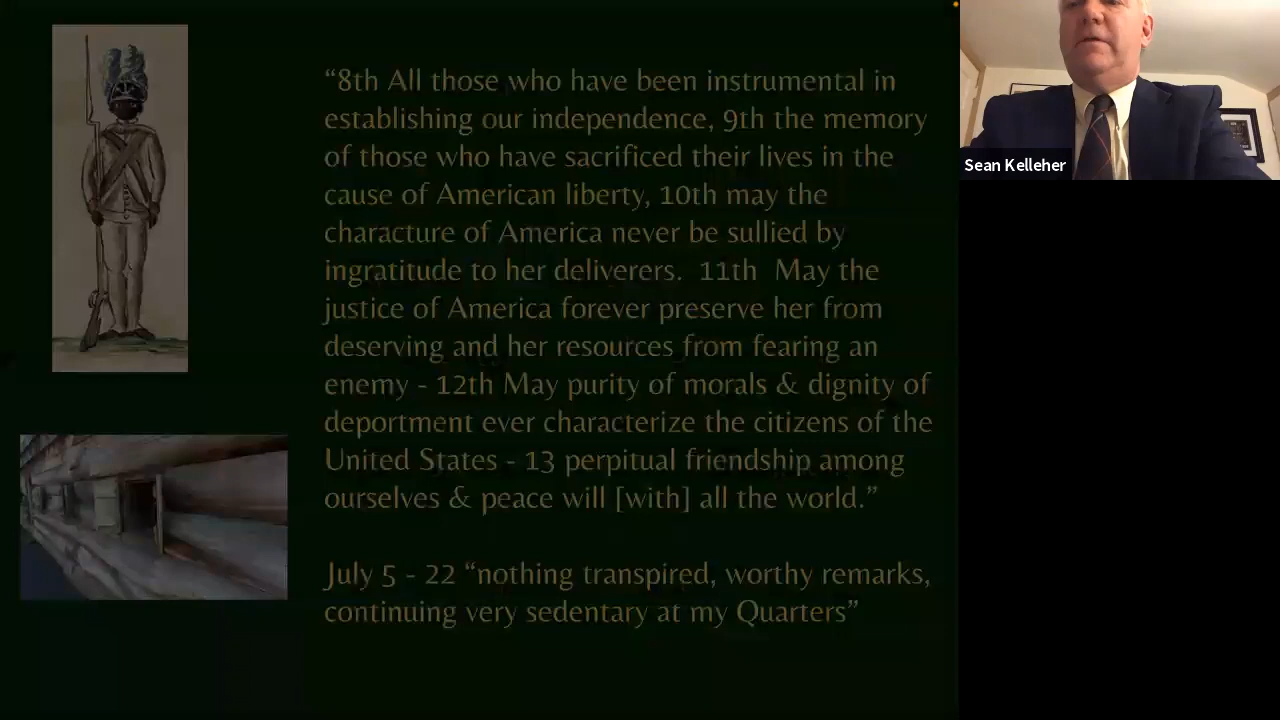 “8th All those who have been instrumental in
establishing our independence, 9th the memory
of those who have sacrificed their lives in the
cause of American liberty, 10th may the
characture of America never be sullied by
ingratitude to her deliverers.  11th  May the
justice of America forever preserve her from
deserving and her resources from fearing an
enemy - 12th May purity of morals & dignity of
department ever characterize the citizens of the
United States - 13 perpitual friendship among
ourselves & peace will [with] all the world.”
July 5 - 22 “nothing transpired, worthy remarks,
continuing very sedentary at my Quarters”
Sean Kelleher